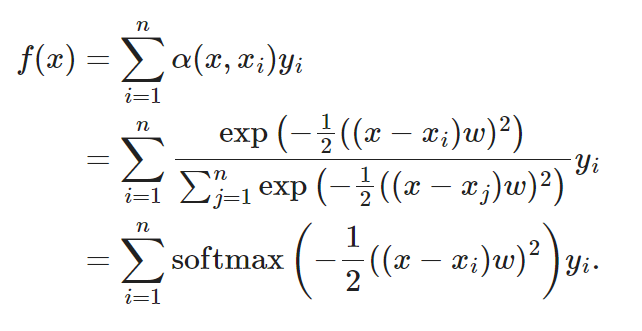 f(x) = \sum_{i=1}^{n} \alpha(x, x_i) y_i
= \sum_{i=1}^{n} \frac{\exp\left(-\frac{1}{2}((x - x_i)w)^2\right)}{\sum_{j=1}^{n} \exp\left(-\frac{1}{2}((x - x_j)w)^2\right)} y_i
= \sum_{i=1}^{n} \text{softmax}\left(-\frac{1}{2}((x - x_i)w)^2\right) y_i.